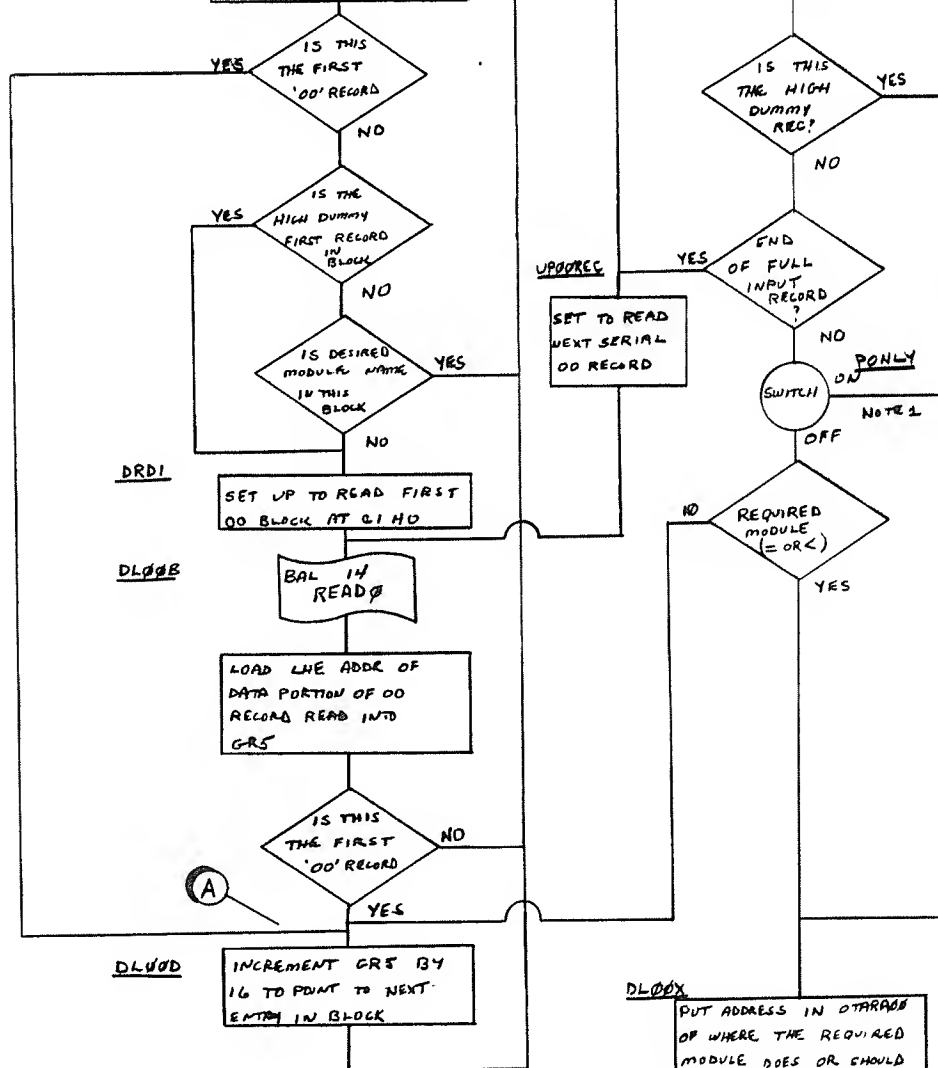 IS THIS
THE FIRST
'OO' RECORD
YES
NO
IS THE
HIGH DUMMY
FIRST RECORD
IN
BLOCK
YES
NO
IS DESIRED
MODULE NAME
IN THIS
BLOCK
YES
NO
DRD1
SET UP TO READ FIRST
OO BLOCK AT
DLØØB
BAL 14
READØ
LOAD THE ADDR OF
DATA PORTION OF OO
RECORD READ INTO
GR5
IS THIS
THE FIRST
'OO' RECORD
NO
YES
A
DLØØD
INCREMENT GR5 BY
16 TO POINT TO NEXT
ENTRY IN BLOCK
UPØØREC
SET TO READ
NEXT SERIAL
OO RECORD
IS THIS
THE HIGH
DUMMY
REC?
YES
NO
END
OF FULL
INPUT
RECORD
?
YES
NO
SWITCH
ON
PONLY
NOTE 1
OFF
REQUIRED
MODULE
(= OR <)
NO
YES
DLØØX
PUT ADDRESS IN
OF WHERE THE REQUIRED
MODULE DOES OR SHOULD